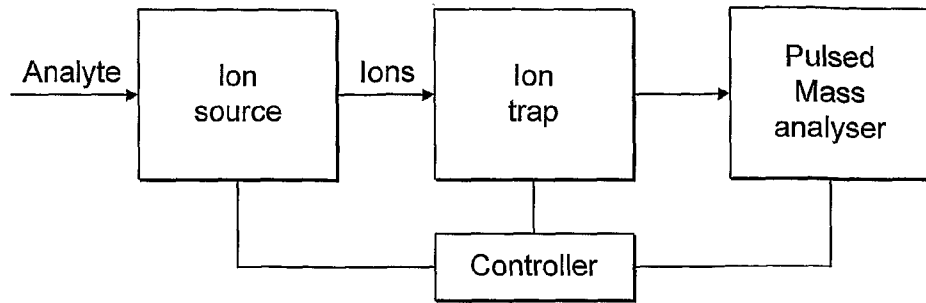 Analyte
Ion
source
Ions
Ion
trap
Pulsed
Mass
analyser
Controller